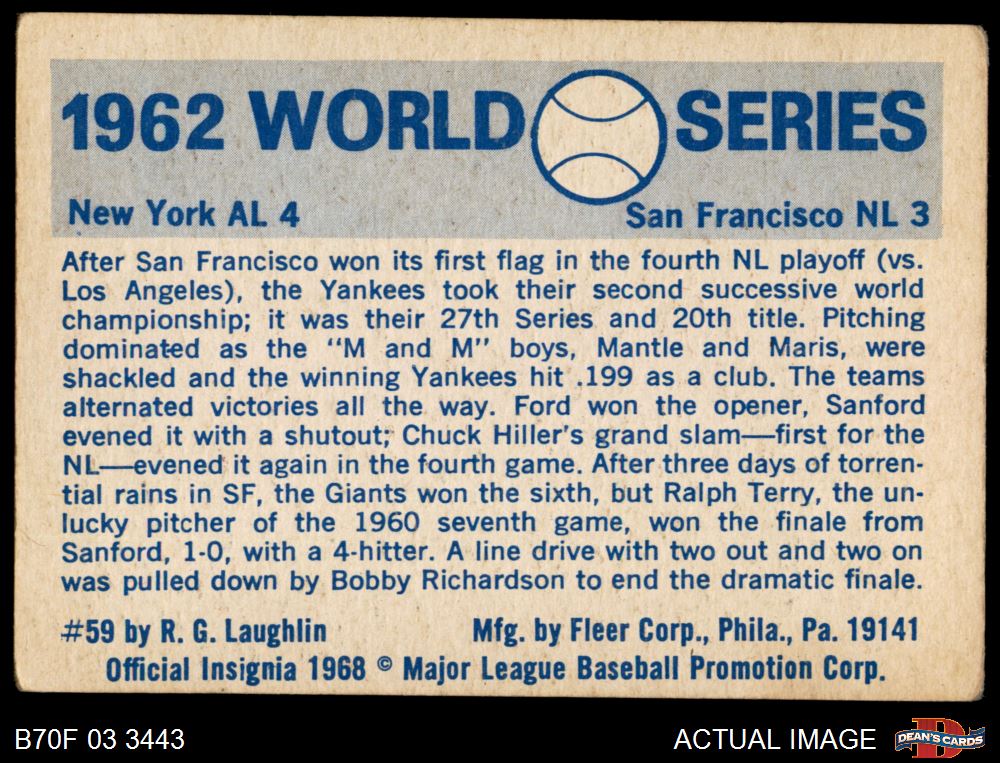 1962 WORLD SERIES
New York AL 4 San Francisco NL 3
After San Francisco won its first flag in the fourth NL playoff (vs.
Los Angeles), the Yankees took their second successive world
championship; it was their 27th Series and 20th title. Pitching
dominated as the "M and M" boys, Mantle and Maris, were
shackled and the winning Yankees hit .199 as a club. The teams
alternated victories all the way. Ford won the opener, Sanford
evened it with a shutout; Chuck Hiller's grand slam—first for the
NL—evened it again in the fourth game. After three days of torren-
tial rains in SF, the Giants won the sixth, but Ralph Terry, the un-
lucky pitcher of the 1960 seventh game, won the finale from
Sanford, 1-0, with a 4-hitter. A line drive with two out and two on
was pulled down by Bobby Richardson to end the dramatic finale.
#59 by R. G. Laughlin Mfg. by Fleer Corp., Phila., Pa. 19141
Official Insignia 1968 © Major League Baseball Promotion Corp.
B70F 03 3443 ACTUAL IMAGE D DEAN'S CARDS